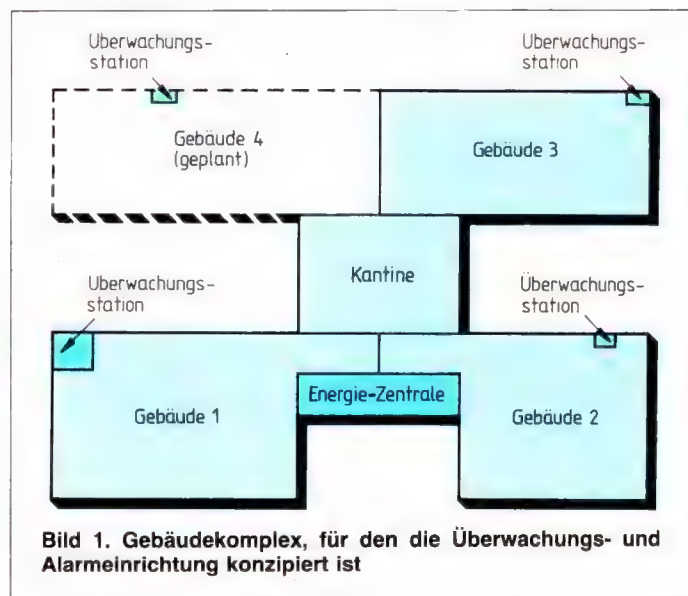 Überwachungs-
station
Überwachungs-
station
Gebäude 4
(geplant)
Gebäude 3
Kantine
Überwachungs-
station
Überwachungs-
station
Energie-Zentrale
Gebäude 1
Gebäude 2
Bild 1. Gebäudekomplex, für den die Überwachungs- und
Alarmeinrichtung konzipiert ist